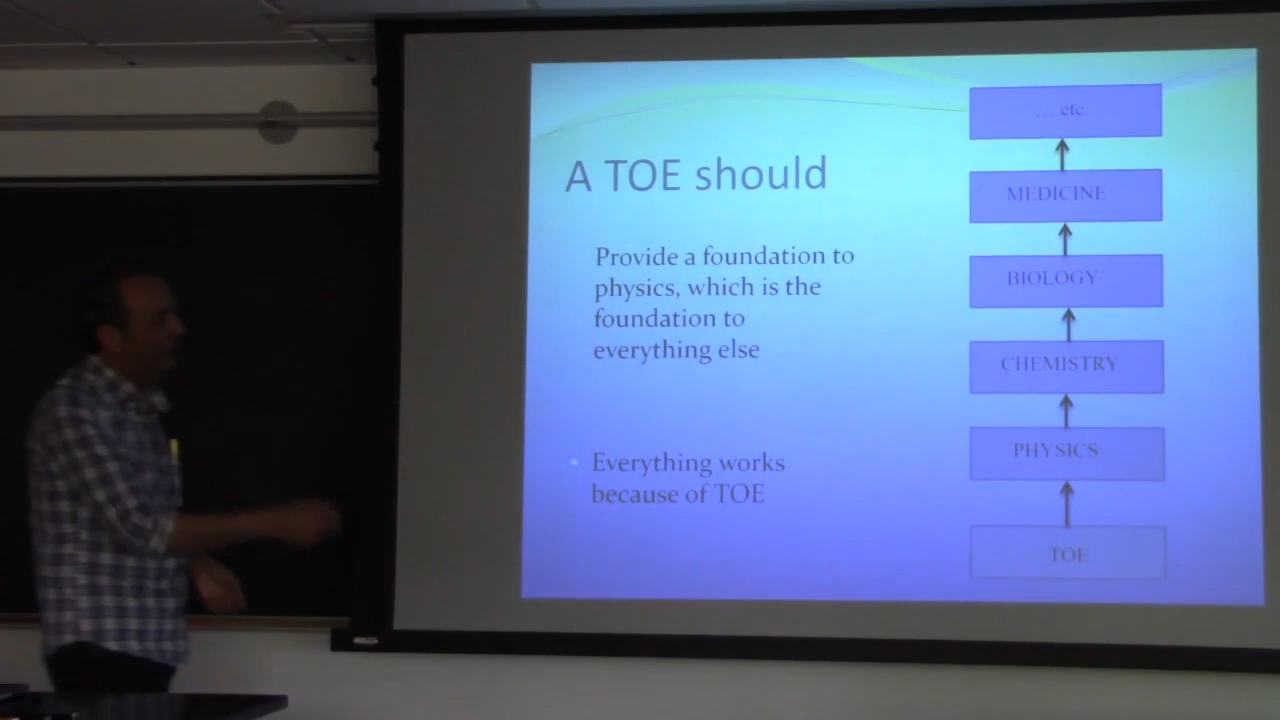 A TOE should
Provide a foundation to
physics, which is the
foundation to
everything else
• Everything works
because of TOE
... etc.
MEDICINE
BIOLOGY
CHEMISTRY
PHYSICS
TOE